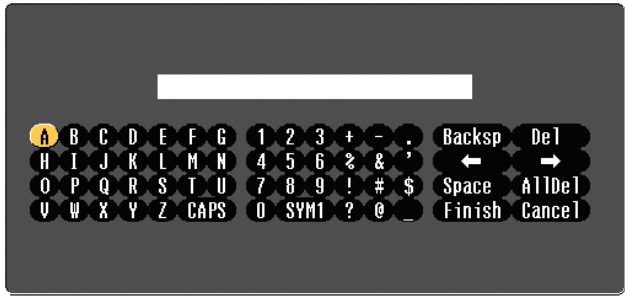 A B C D E F G 1 2 3 + - . Backsp Del
H I J K L M N 4 5 6 % & ’ ← →
O P Q R S T U 7 8 9 ! # $ Space AllDel
V W X Y Z CAPS 0 SYM1 ? @ _ Finish Cancel